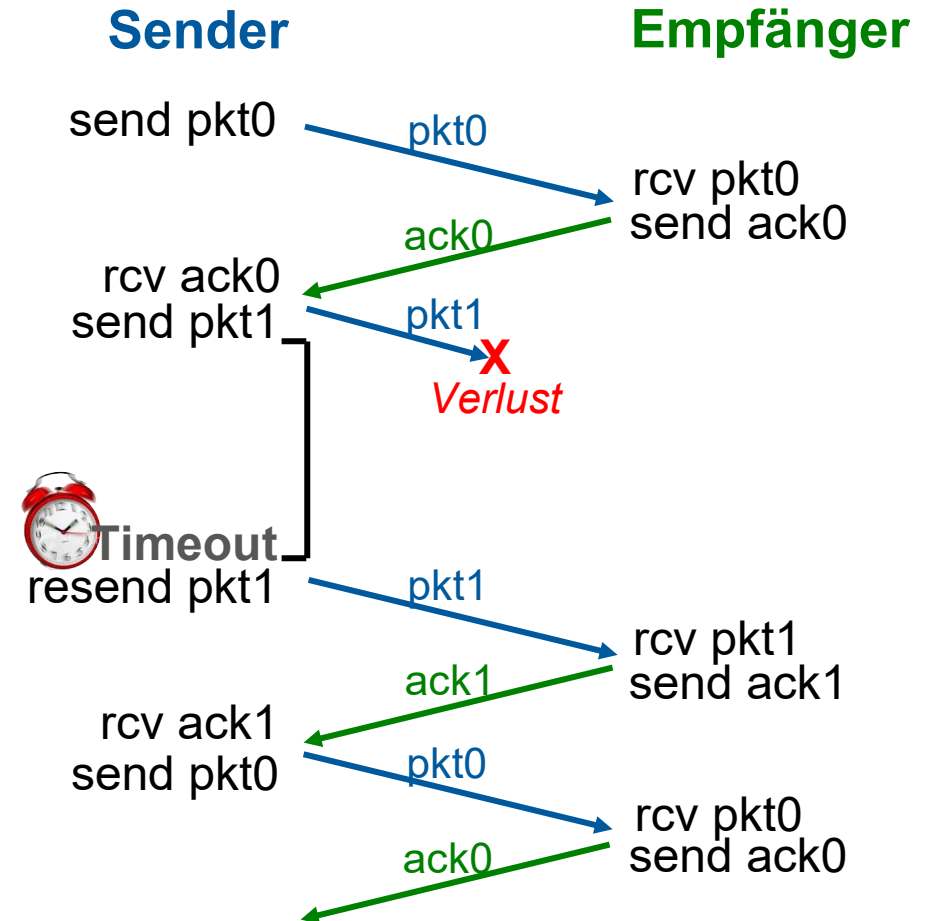 Sender
Empfänger
send pkt0
pkt0
rcv pkt0
send ack0
ack0
rcv ack0
send pkt1
pkt1
X
Verlust
Timeout
resend pkt1
pkt1
rcv pkt1
send ack1
ack1
rcv ack1
send pkt0
pkt0
rcv pkt0
send ack0
ack0